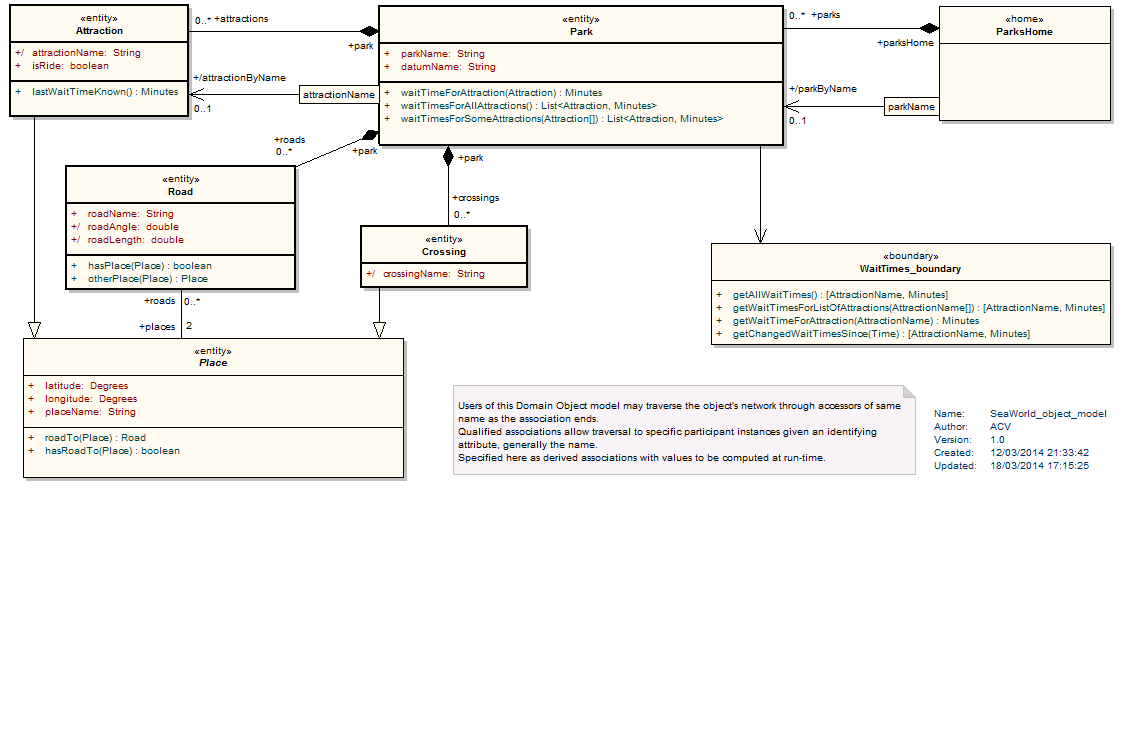 «entity»
Attraction
+/ attractionName: String
+ isRide: boolean
+ lastWaitTimeKnown() : Minutes
0..* +attractions
+park
+/attractionByName
0..1
attractionName
«entity»
Park
+ parkName: String
+ datumName: String
+ waitTimeForAttraction(Attraction) : Minutes
+ waitTimesForAllAttractions() : List<Attraction, Minutes>
+ waitTimesForSomeAttractions(Attraction[]) : List<Attraction, Minutes>
0..* +parks
+parksHome
+/parkByName
0..1
parkName
«home»
ParksHome
+roads
0..*
+park
+park
+crossings
0..*
«entity»
Road
+ roadName: String
+/ roadAngle: double
+/ roadLength: double
+ hasPlace(Place) : boolean
+ otherPlace(Place) : Place
«entity»
Crossing
+/ crossingName: String
«boundary»
WaitTimes_boundary
+ getAllWaitTimes() : [AttractionName, Minutes]
+ getWaitTimesForListOfAttractions(AttractionName[]) : [AttractionName, Minutes]
+ getWaitTimeForAttraction(AttractionName) : Minutes
+ getChangedWaitTimesSince(Time) : [AttractionName, Minutes]
+roads 0..*
+places 2
«entity»
Place
+ latitude: Degrees
+ longitude: Degrees
+ placeName: String
+ roadTo(Place) : Road
+ hasRoadTo(Place) : boolean
Users of this Domain Object model may traverse the object's network through accessors of same
name as the association ends.
Qualified associations allow traversal to specific participant instances given an identifying
attribute, generally the name.
Specified here as derived associations with values to be computed at run-time.
Name: SeaWorld_object_model
Author: ACV
Version: 1.0
Created: 12/03/2014 21:33:42
Updated: 18/03/2014 17:15:25